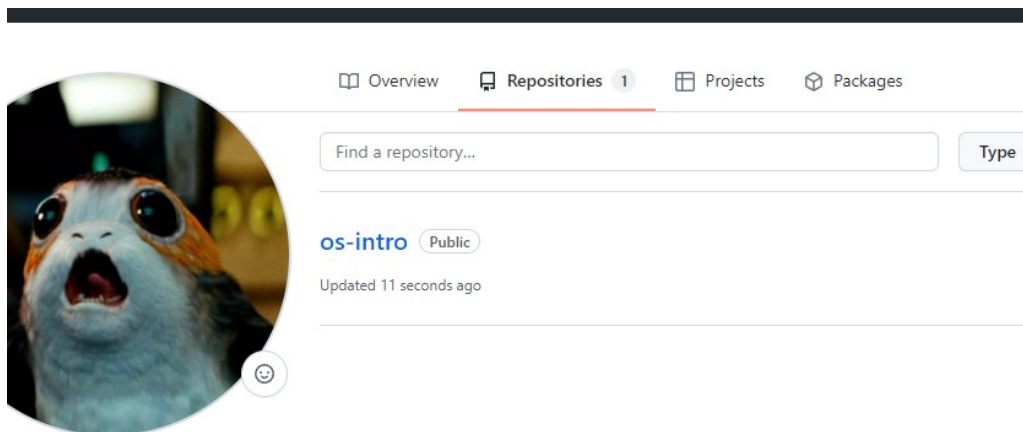 Overview Repositories 1 Projects Packages
Find a repository... Type
os-intro Public
Updated 11 seconds ago